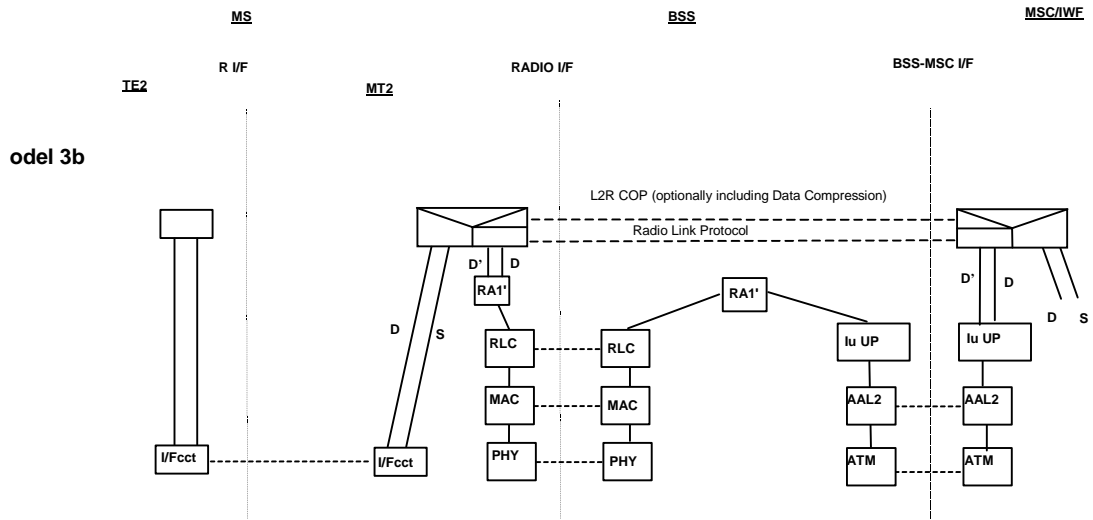 MS
BSS
MSC/IWF
R I/F
RADIO I/F
BSS-MSC I/F
TE2
MT2
odel 3b
L2R COP (optionally including Data Compression)
Radio Link Protocol
D' D
D' D
RA1'
RA1'
D S
D S
RLC
RLC
Iu UP
Iu UP
MAC
MAC
AAL2
AAL2
I/Fcct
I/Fcct
PHY
PHY
ATM
ATM